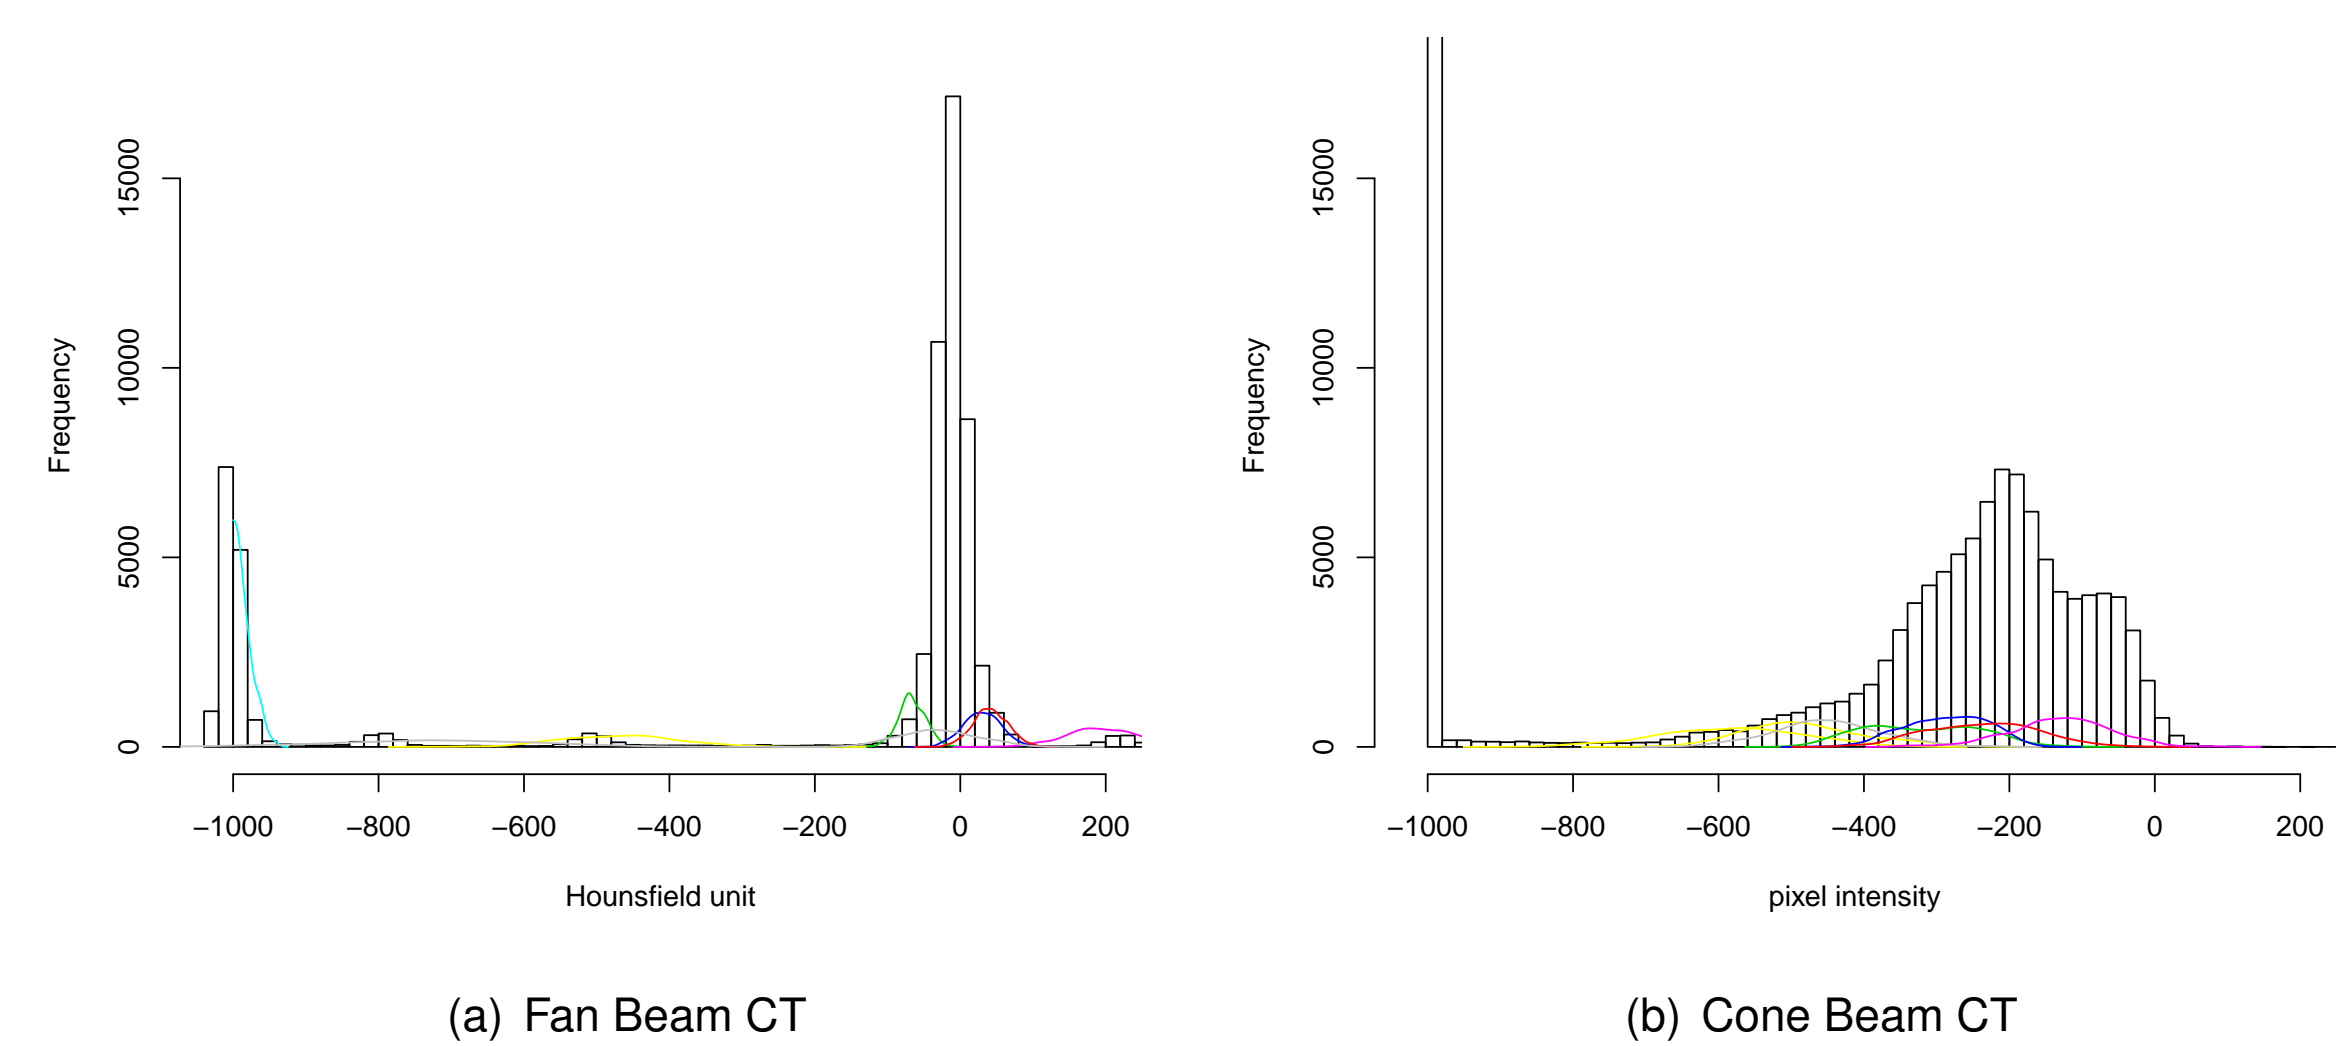 Frequency
15000
10000
5000
0
−1000 −800 −600 −400 −200 0 200
Hounsfield unit
(a) Fan Beam CT
Frequency
15000
10000
5000
0
−1000 −800 −600 −400 −200 0 200
pixel intensity
(b) Cone Beam CT